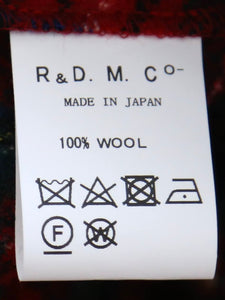 R & D. M. Co-
MADE IN JAPAN
100% WOOL
F
W